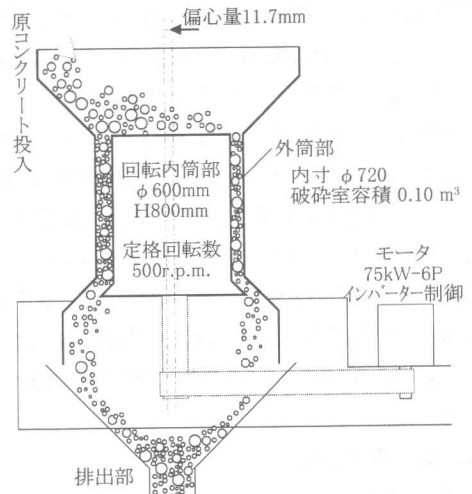 偏心量11.7mm
原コンクリート投入
回転内筒部
φ600mm
H800mm
定格回転数
500r.p.m.
外筒部
内寸 φ720
破砕室容積 0.10 m³
モータ
75kW-6P
インバーター制御
排出部